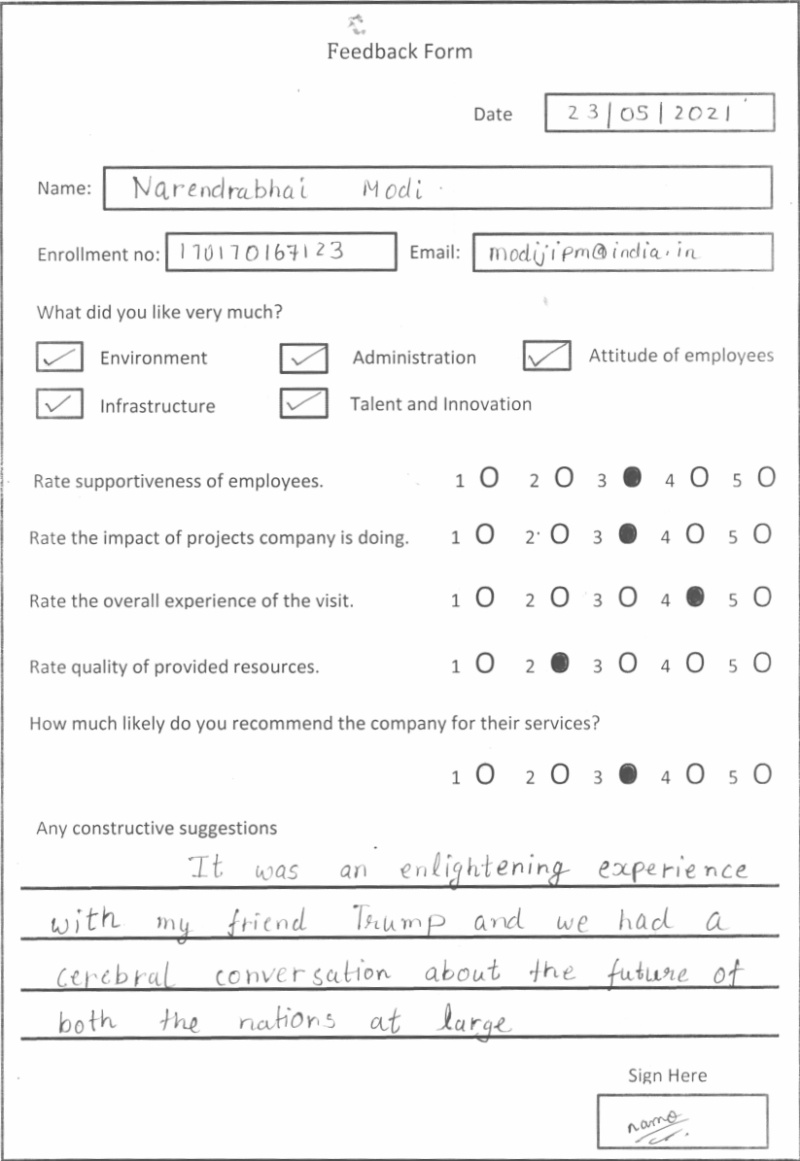 Feedback Form
Date 23/05/2021
Name: Narendrabhai Modi
Enrollment no: 170170167123 Email: modijipm@india.in
What did you like very much?
Environment Administration Attitude of employees
Infrastructure Talent and Innovation
Rate supportiveness of employees. 1 2 3 4 5
Rate the impact of projects company is doing. 1 2 3 4 5
Rate the overall experience of the visit. 1 2 3 4 5
Rate quality of provided resources. 1 2 3 4 5
How much likely do you recommend the company for their services?
1 2 3 4 5
Any constructive suggestions
It was an enlightening experience
with my friend Trump and we had a
cerebral conversation about the future of
both the nations at large
Sign Here
namo